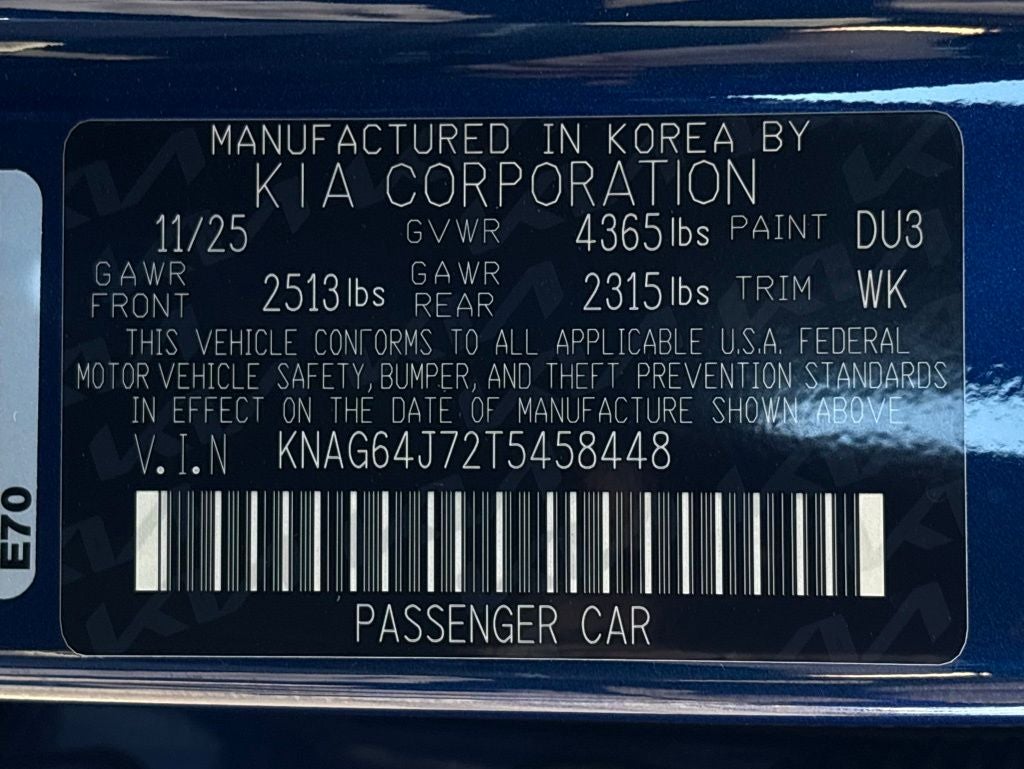 MANUFACTURED IN KOREA BY
KIA CORPORATION
11/25 GVWR 4365 lbs PAINT DU3
GAWR FRONT 2513 lbs GAWR REAR 2315 lbs TRIM WK
THIS VEHICLE CONFORMS TO ALL APPLICABLE U.S.A. FEDERAL
MOTOR VEHICLE SAFETY, BUMPER, AND THEFT PREVENTION STANDARDS
IN EFFECT ON THE DATE OF MANUFACTURE SHOWN ABOVE
V.I.N KNAG64J72T5458448
PASSENGER CAR
E70